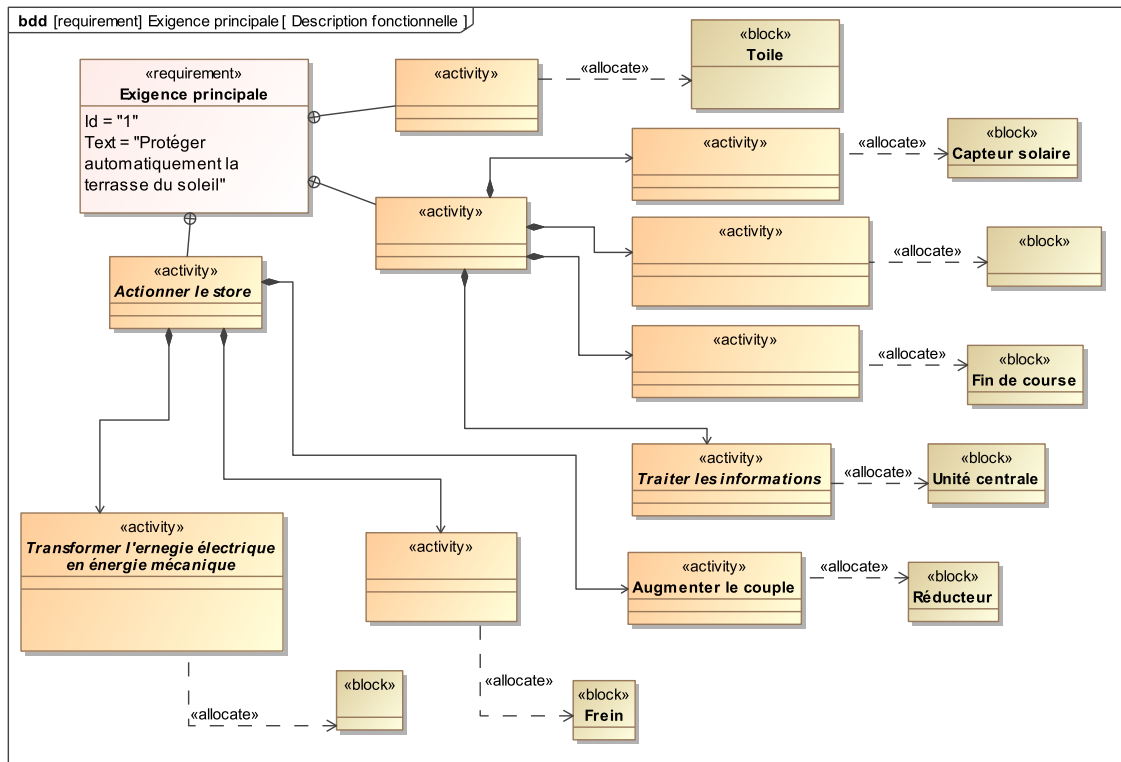 bdd [requirement] Exigence principale [ Description fonctionnelle ]
«requirement»
Exigence principale
Id = "1"
Text = "Protéger
automatiquement la
terrasse du soleil"
«activity»
«allocate»
«block»
Toile
«activity»
«activity»
«allocate»
«block»
Capteur solaire
«activity»
«allocate»
«block»
«activity»
«allocate»
«block»
Fin de course
«activity»
Actionner le store
«activity»
Traiter les informations
«allocate»
«block»
Unité centrale
«activity»
Transformer l'ernegie électrique
en énergie mécanique
«activity»
«activity»
Augmenter le couple
«allocate»
«block»
Réducteur
«allocate»
«block»
«allocate»
«block»
Frein